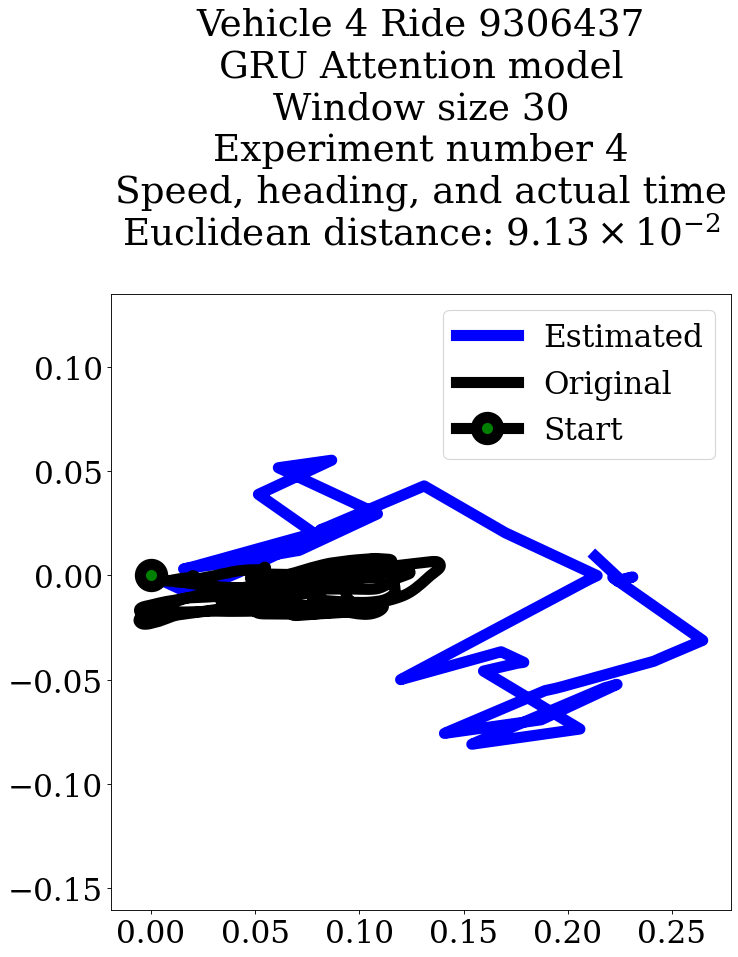 Vehicle 4 Ride 9306437
GRU Attention model
Window size 30
Experiment number 4
Speed, heading, and actual time
Euclidean distance: 9.13 × 10⁻²
Estimated
Original
Start
0.10
0.05
0.00
−0.05
−0.10
−0.15
0.00 0.05 0.10 0.15 0.20 0.25